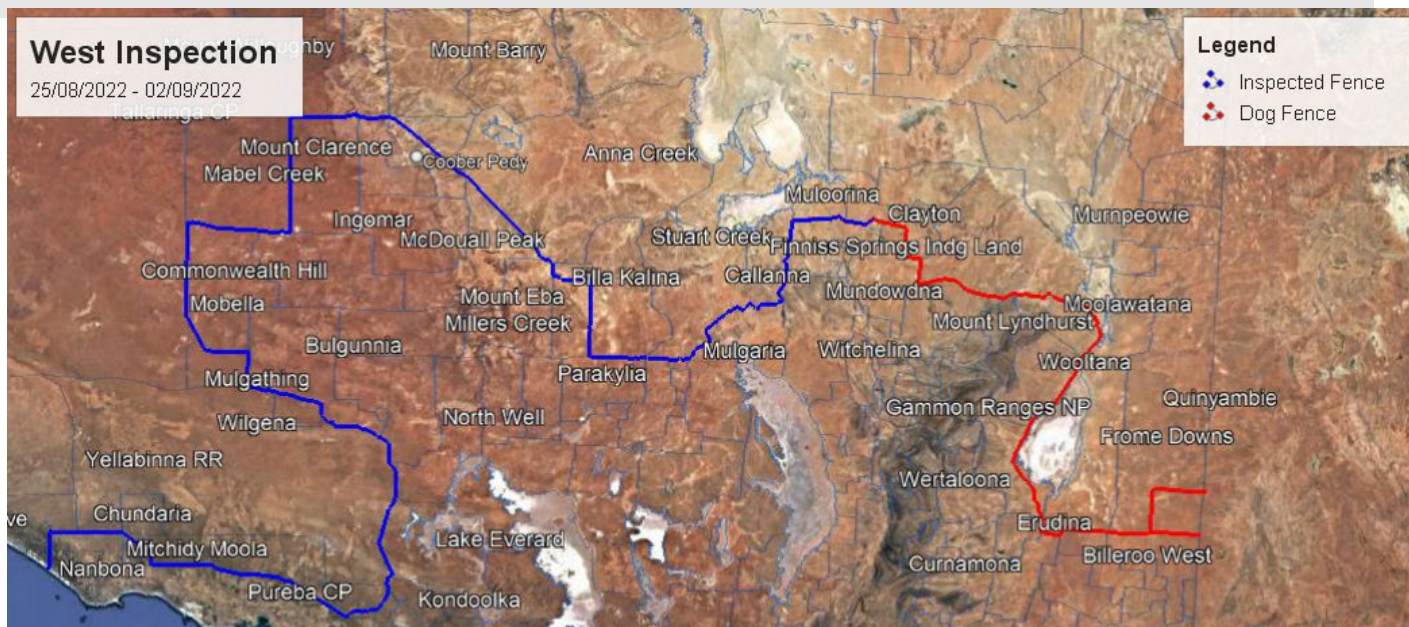 West Inspection
25/08/2022 - 02/09/2022
Legend
Inspected Fence
Dog Fence
Mount Barry
Tallaringa CP
Mount Clarence
Coober Pedy
Anna Creek
Mabel Creek
Muloorina
Clayton
Murnpeowie
Ingomar
McDouall Peak
Stuart Creek
Finniss Springs Indg Land
Commonwealth Hill
Billa Kalina
Callanna
Mobella
Mount Eba
Mundowdna
Moolawatana
Millers Creek
Mount Lyndhurst
Bulgunnia
Mulgaria
Witchelina
Wooltana
Mulgathing
Parakylia
Quinyambie
Gammon Ranges NP
Wilgena
North Well
Frome Downs
Yellabinna RR
Wertaloona
Chundaria
ve
Erudina
Mitchidy Moola
Lake Everard
Billeroo West
Nanbona
Curnamona
Pureba CP
Kondoolka